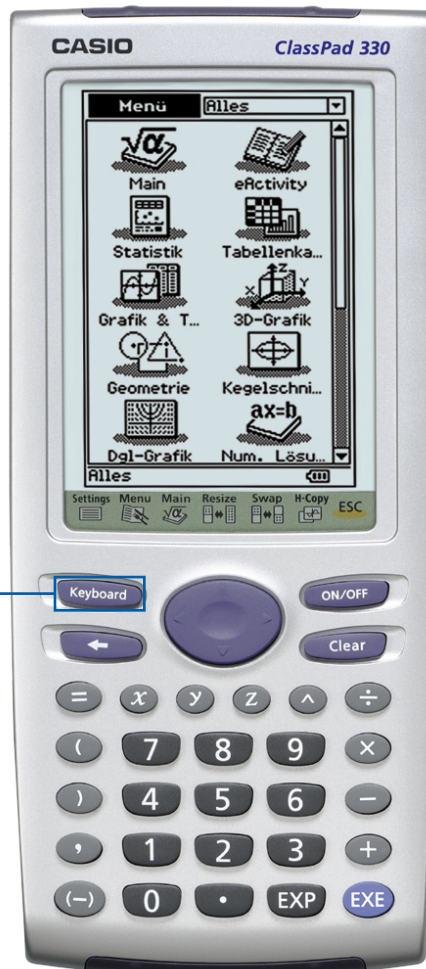 CASIO ClassPad 330
Menü Alles
√α
Main eActivity
Statistik Tabellenka...
z x y
Grafik & T... 3D-Grafik
r
Geometrie Kegelschni...
ax=b
Dgl-Grafik Num. Lösu...
Alles
Settings Menu Main Resize Swap H-Copy ESC
√α
Keyboard ON/OFF
Clear
= x y z ^ ÷
( 7 8 9 ×
) 4 5 6 −
, 1 2 3 +
(−) 0 . EXP EXE